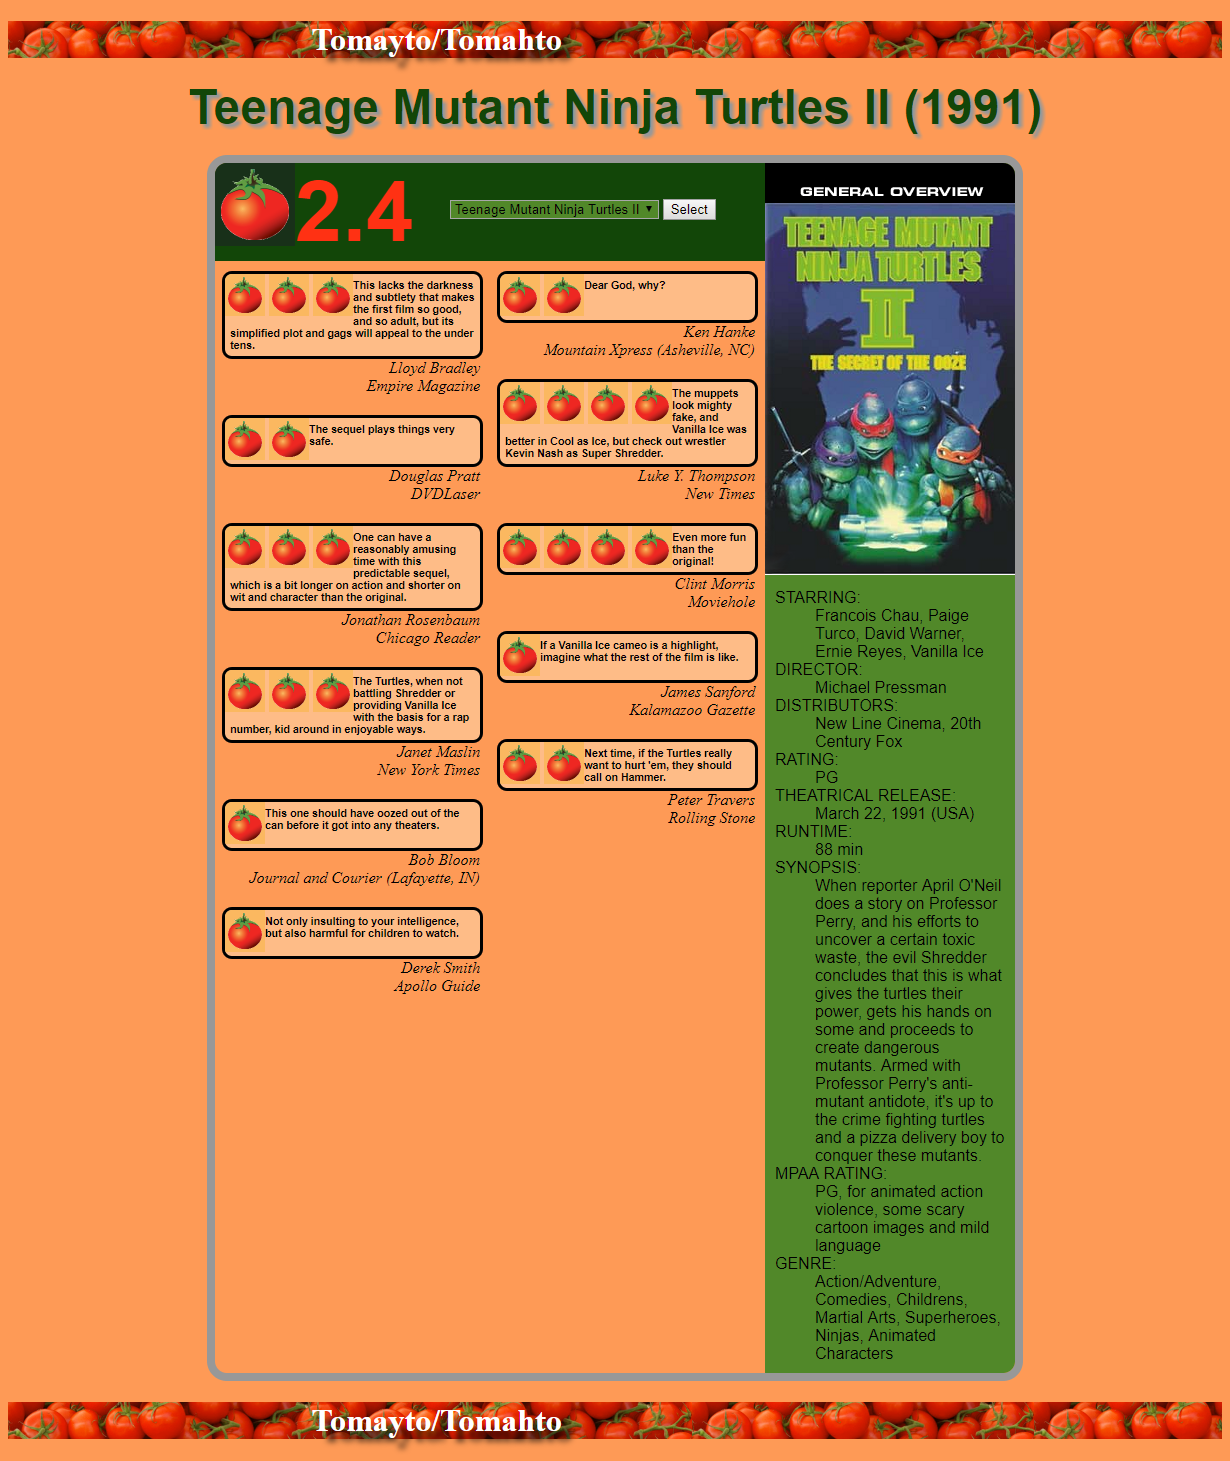 Tomayto/Tomahto
Teenage Mutant Ninja Turtles II (1991)
2.4
Teenage Mutant Ninja Turtles II
Select
This lacks the darkness
and subtlety that makes
the first film so good,
and so adult, but its
simplified plot and gags will appeal to the under
tens.
Lloyd Bradley
Empire Magazine
The sequel plays things very
safe.
Douglas Pratt
DVDLaser
One can have a
reasonably amusing
time with this
predictable sequel,
which is a bit longer on action and shorter on
wit and character than the original.
Jonathan Rosenbaum
Chicago Reader
The Turtles, when not
battling Shredder or
providing Vanilla Ice
with the basis for a rap
number, kid around in enjoyable ways.
Janet Maslin
New York Times
This one should have oozed out of the
can before it got into any theaters.
Bob Bloom
Journal and Courier (Lafayette, IN)
Not only insulting to your intelligence,
but also harmful for children to watch.
Derek Smith
Apollo Guide
Dear God, why?
Ken Hanke
Mountain Xpress (Asheville, NC)
The muppets
look mighty
fake, and
Vanilla Ice was
better in Cool as Ice, but check out wrestler
Kevin Nash as Super Shredder.
Luke Y. Thompson
New Times
Even more fun
than the
original!
Clint Morris
Moviehole
If a Vanilla Ice cameo is a highlight,
imagine what the rest of the film is like.
James Sanford
Kalamazoo Gazette
Next time, if the Turtles really
want to hurt 'em, they should
call on Hammer.
Peter Travers
Rolling Stone
GENERAL OVERVIEW
TEENAGE MUTANT
NINJA TURTLES
II
THE SECRET OF THE OOZE
STARRING:
Francois Chau, Paige
Turco, David Warner,
Ernie Reyes, Vanilla Ice
DIRECTOR:
Michael Pressman
DISTRIBUTORS:
New Line Cinema, 20th
Century Fox
RATING:
PG
THEATRICAL RELEASE:
March 22, 1991 (USA)
RUNTIME:
88 min
SYNOPSIS:
When reporter April O'Neil
does a story on Professor
Perry, and his efforts to
uncover a certain toxic
waste, the evil Shredder
concludes that this is what
gives the turtles their
power, gets his hands on
some and proceeds to
create dangerous
mutants. Armed with
Professor Perry's anti-
mutant antidote, it's up to
the crime fighting turtles
and a pizza delivery boy to
conquer these mutants.
MPAA RATING:
PG, for animated action
violence, some scary
cartoon images and mild
language
GENRE:
Action/Adventure,
Comedies, Childrens,
Martial Arts, Superheroes,
Ninjas, Animated
Characters
Tomayto/Tomahto